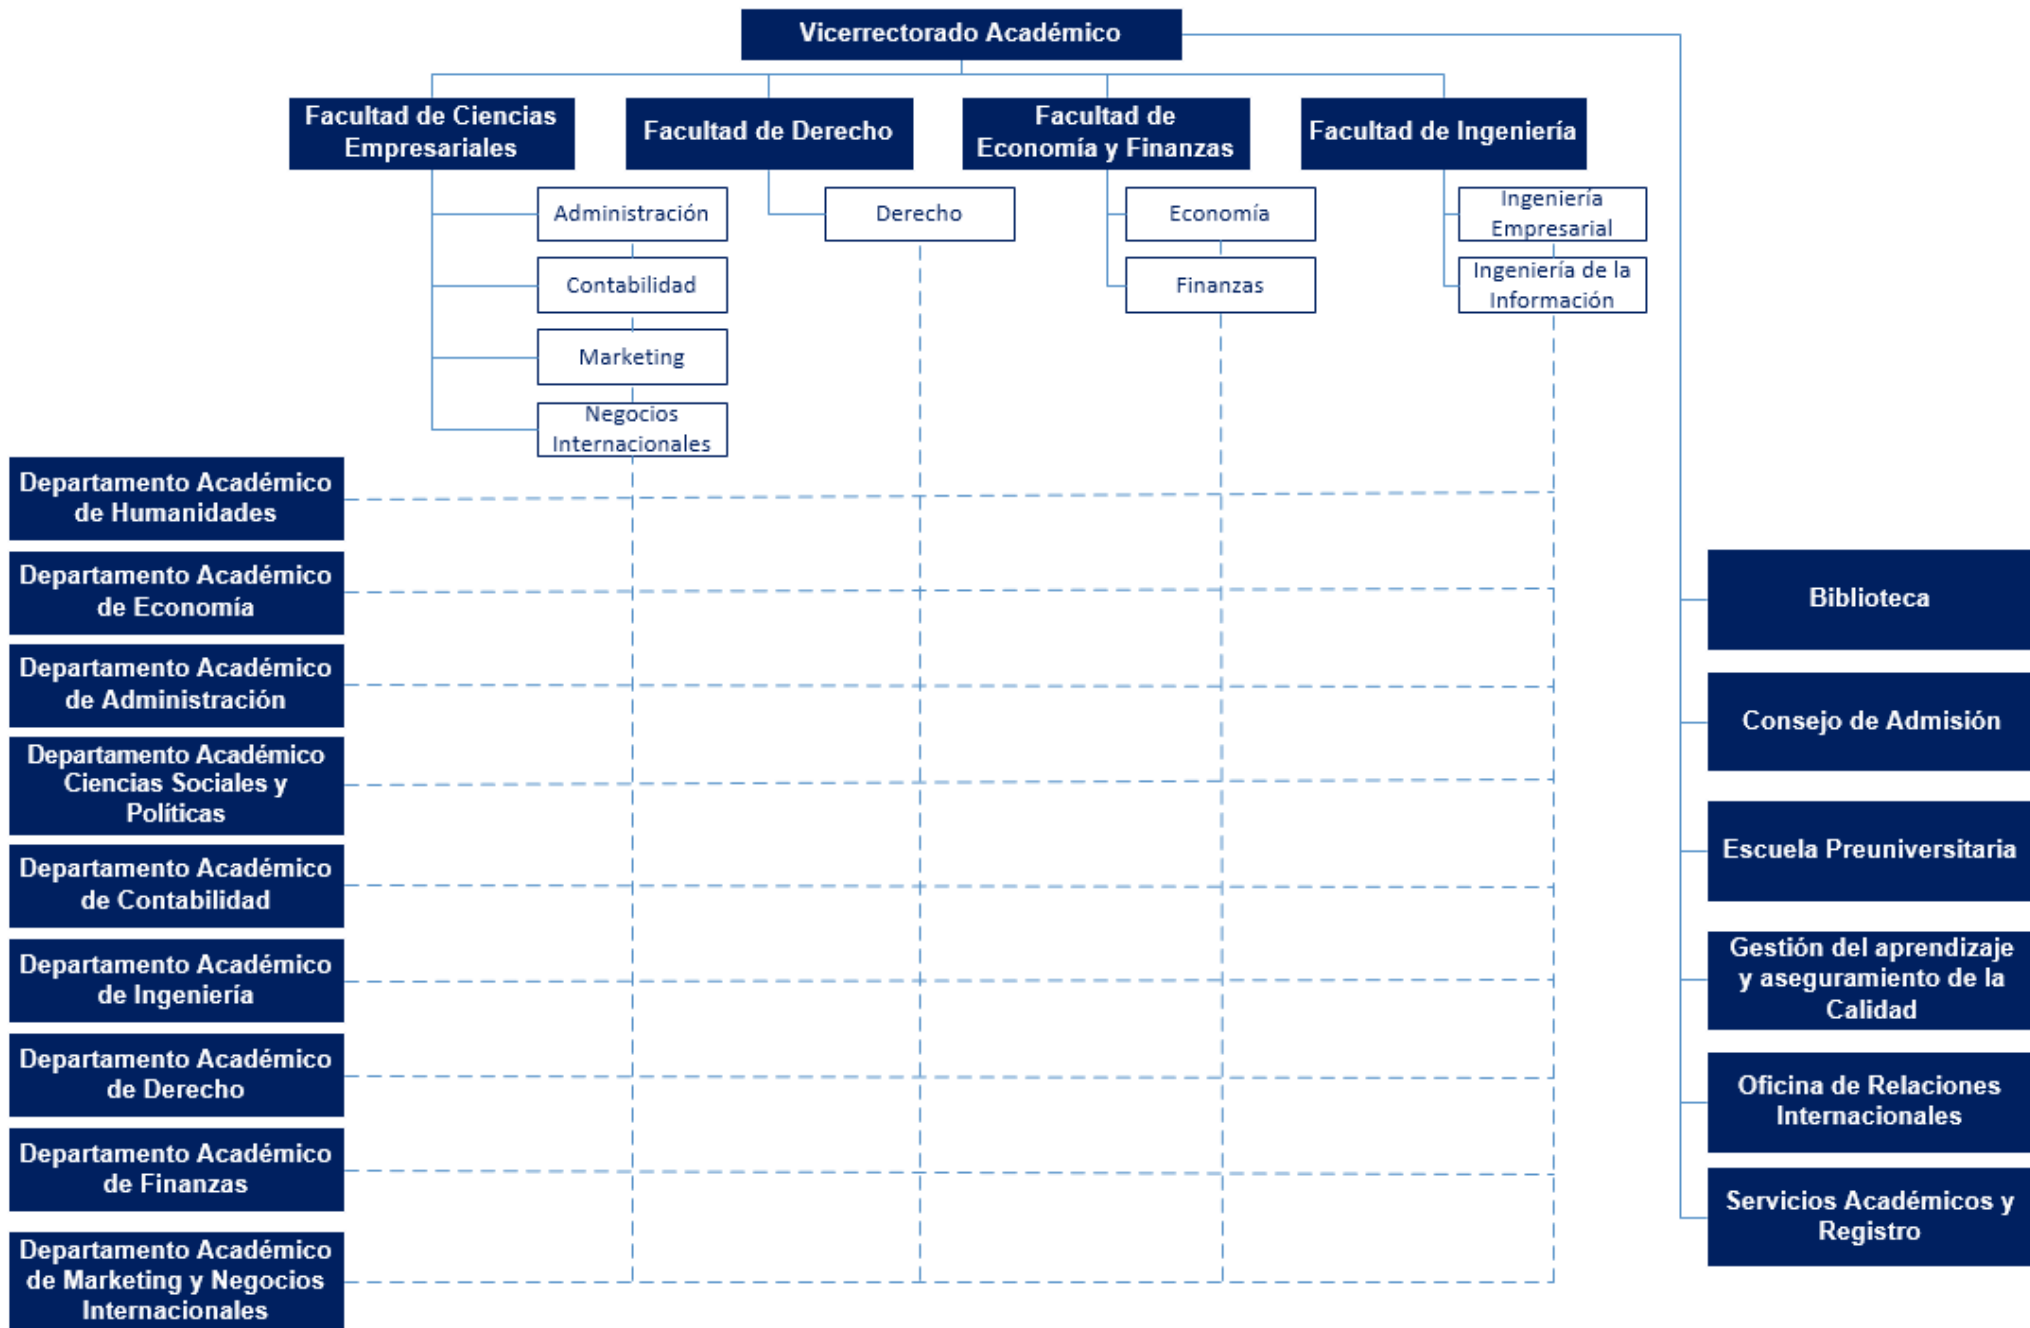 Vicerrectorado Académico
Facultad de Ciencias
Empresariales
Facultad de Derecho
Facultad de
Economía y Finanzas
Facultad de Ingeniería
Administración
Contabilidad
Marketing
Negocios
Internacionales
Derecho
Economía
Finanzas
Ingeniería
Empresarial
Ingeniería de la
Información
Departamento Académico
de Humanidades
Departamento Académico
de Economía
Departamento Académico
de Administración
Departamento Académico
Ciencias Sociales y
Políticas
Departamento Académico
de Contabilidad
Departamento Académico
de Ingeniería
Departamento Académico
de Derecho
Departamento Académico
de Finanzas
Departamento Académico
de Marketing y Negocios
Internacionales
Biblioteca
Consejo de Admisión
Escuela Preuniversitaria
Gestión del aprendizaje
y aseguramiento de la
Calidad
Oficina de Relaciones
Internacionales
Servicios Académicos y
Registro